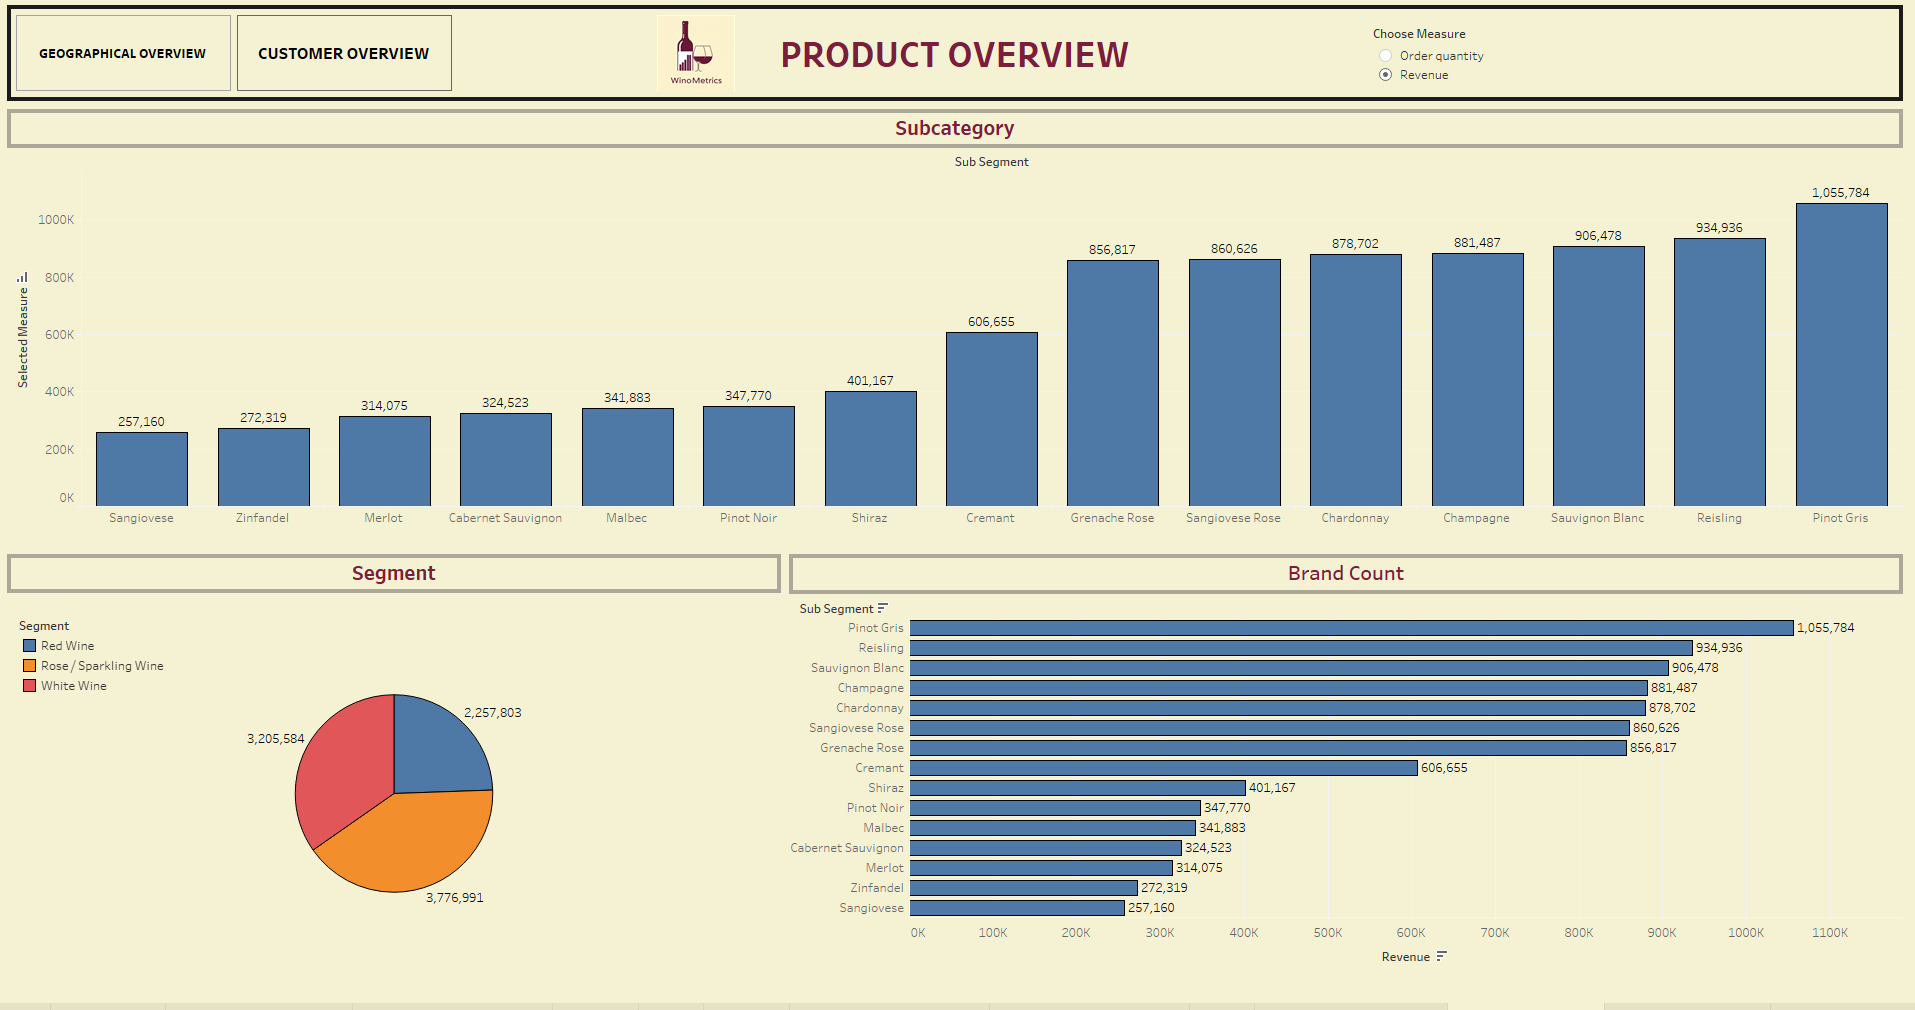 GEOGRAPHICAL OVERVIEW
CUSTOMER OVERVIEW
WinoMetrics
PRODUCT OVERVIEW
Choose Measure
Order quantity
Revenue
Subcategory
Sub Segment
Selected Measure
1000K
800K
600K
400K
200K
0K
257,160
272,319
314,075
324,523
341,883
347,770
401,167
606,655
856,817
860,626
878,702
881,487
906,478
934,936
1,055,784
Sangiovese
Zinfandel
Merlot
Cabernet Sauvignon
Malbec
Pinot Noir
Shiraz
Cremant
Grenache Rose
Sangiovese Rose
Chardonnay
Champagne
Sauvignon Blanc
Reisling
Pinot Gris
Segment
Segment
Red Wine
Rose / Sparkling Wine
White Wine
2,257,803
3,205,584
3,776,991
Brand Count
Sub Segment
Pinot Gris 1,055,784
Reisling 934,936
Sauvignon Blanc 906,478
Champagne 881,487
Chardonnay 878,702
Sangiovese Rose 860,626
Grenache Rose 856,817
Cremant 606,655
Shiraz 401,167
Pinot Noir 347,770
Malbec 341,883
Cabernet Sauvignon 324,523
Merlot 314,075
Zinfandel 272,319
Sangiovese 257,160
0K 100K 200K 300K 400K 500K 600K 700K 800K 900K 1000K 1100K
Revenue